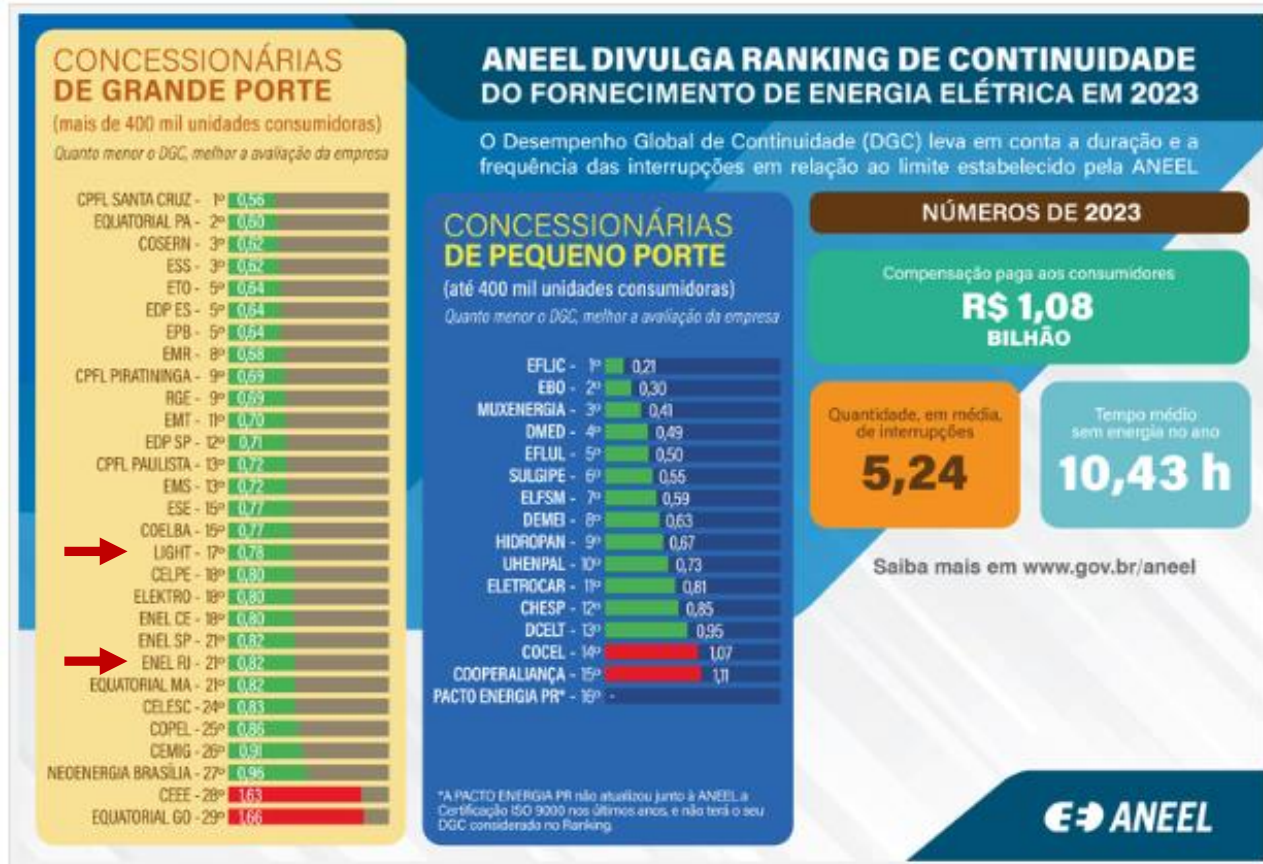 CONCESSIONÁRIAS
DE GRANDE PORTE
(mais de 400 mil unidades consumidoras)
Quanto menor o DGC, melhor a avaliação da empresa
CPFL SANTA CRUZ - 1º 0,56
EQUATORIAL PA - 2º 0,60
COSERN - 3º 0,62
ESS - 3º 0,62
ETO - 5º 0,64
EDP ES - 5º 0,64
EPB - 5º 0,64
EMR - 8º 0,68
CPFL PIRATININGA - 9º 0,69
RGE - 9º 0,69
EMT - 11º 0,70
EDP SP - 12º 0,71
CPFL PAULISTA - 13º 0,72
EMS - 13º 0,72
ESE - 15º 0,77
COELBA - 15º 0,77
LIGHT - 17º 0,78
CELPE - 18º 0,80
ELEKTRO - 18º 0,80
ENEL CE - 18º 0,80
ENEL SP - 21º 0,82
ENEL RJ - 21º 0,82
EQUATORIAL MA - 21º 0,82
CELESC - 24º 0,83
COPEL - 25º 0,86
CEMIG - 26º 0,91
NEOENERGIA BRASÍLIA - 27º 0,96
CEEE - 28º 1,63
EQUATORIAL GO - 29º 1,66
ANEEL DIVULGA RANKING DE CONTINUIDADE
DO FORNECIMENTO DE ENERGIA ELÉTRICA EM 2023
O Desempenho Global de Continuidade (DGC) leva em conta a duração e a
frequência das interrupções em relação ao limite estabelecido pela ANEEL
CONCESSIONÁRIAS
DE PEQUENO PORTE
(até 400 mil unidades consumidoras)
Quanto menor o DGC, melhor a avaliação da empresa
EFLJC - 1º 0,21
EBO - 2º 0,30
MUXENERGIA - 3º 0,41
DMED - 4º 0,49
EFLUL - 5º 0,50
SULGIPE - 6º 0,55
ELFSM - 7º 0,59
DEMEI - 8º 0,63
HIDROPAN - 9º 0,67
UHENPAL - 10º 0,73
ELETROCAR - 11º 0,81
CHESP - 12º 0,85
DCELT - 13º 0,95
COCEL - 14º 1,07
COOPERALIANÇA - 15º 1,11
PACTO ENERGIA PR* - 16º -
*A PACTO ENERGIA PR não atualizou junto à ANEEL a
Certificação ISO 9000 nos últimos anos, e não terá o seu
DGC considerado no Ranking.
NÚMEROS DE 2023
Compensação paga aos consumidores
R$ 1,08
BILHÃO
Quantidade, em média,
de interrupções
5,24
Tempo médio
sem energia no ano
10,43 h
Saiba mais em www.gov.br/aneel
ANEEL